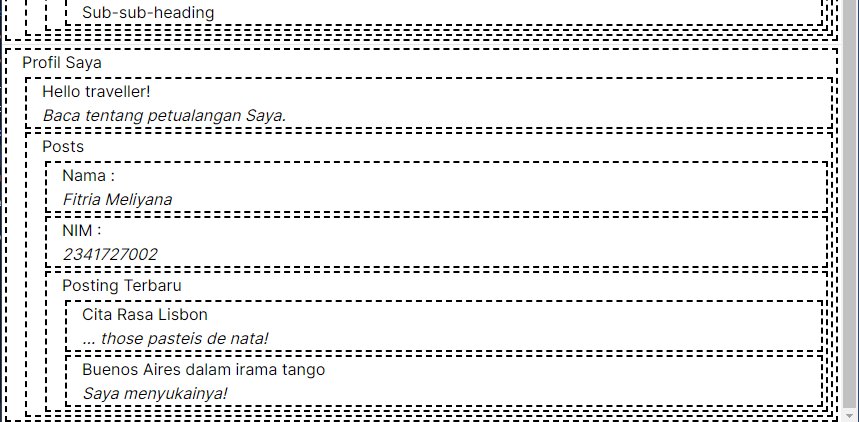 Sub-sub-heading
Profil Saya
Hello traveller!
Baca tentang petualangan Saya.
Posts
Nama :
Fitria Meliyana
NIM :
2341727002
Posting Terbaru
Cita Rasa Lisbon
... those pasteis de nata!
Buenos Aires dalam irama tango
Saya menyukainya!